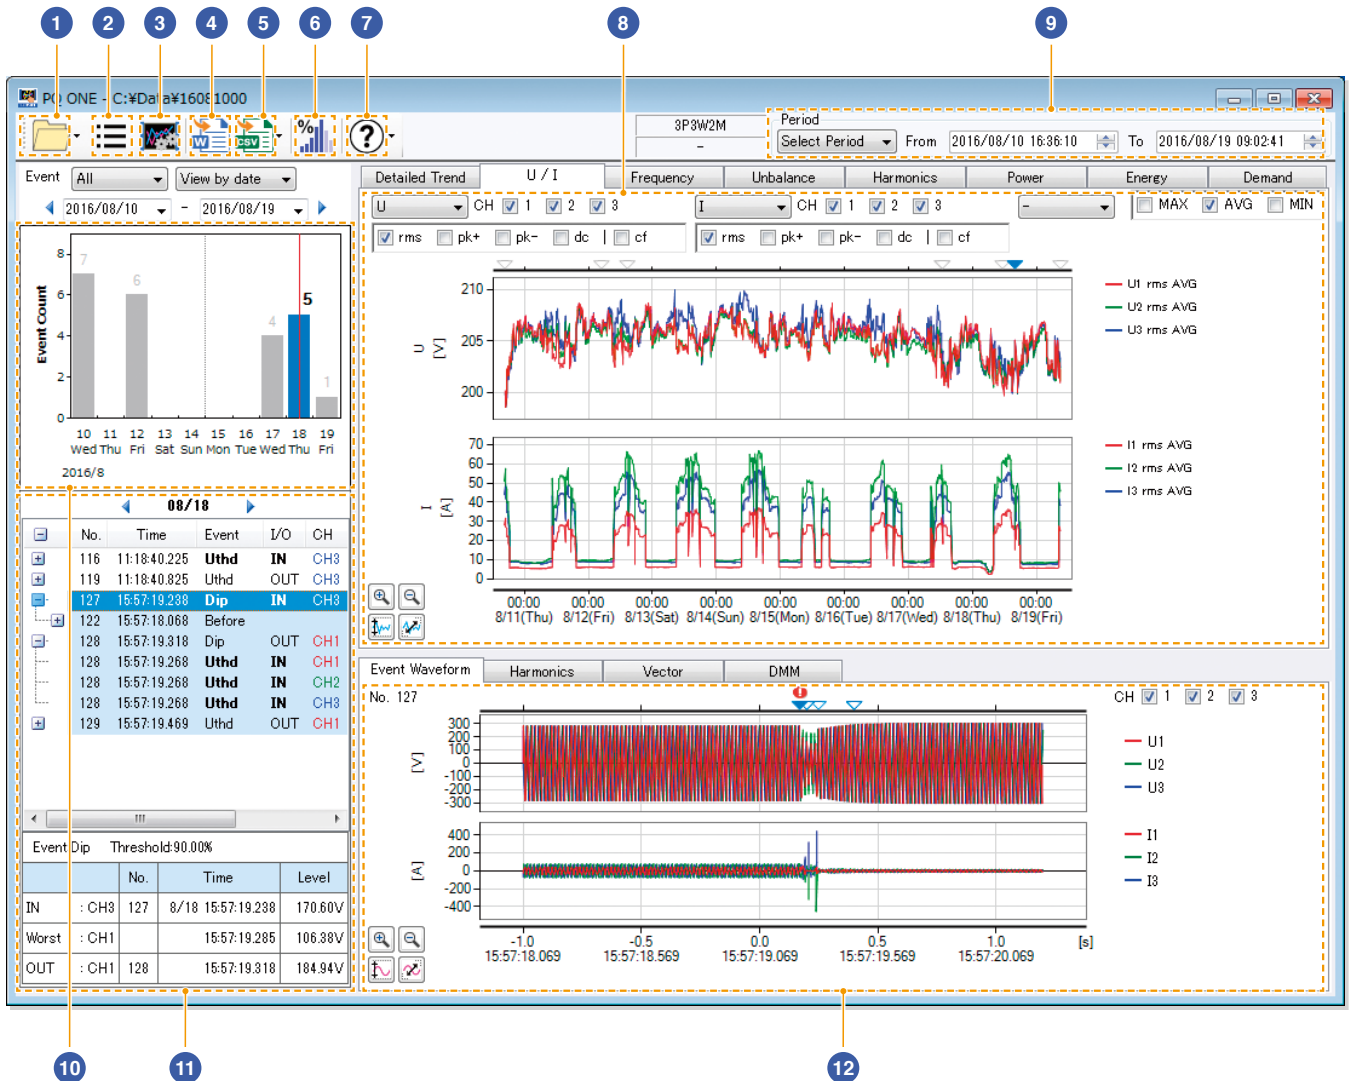 1 2 3 4 5 6 7 8 9
PQ ONE - C:¥Data¥16081000
W
CSV
%
?
3P3W2M
-
Period
Select Period From 2016/08/10 16:36:10 To 2016/08/19 09:02:41
Event All View by date
2016/08/10 - 2016/08/19
Event Count
8
6
4
2
0
7 6 4 5 1
10 11 12 13 14 15 16 17 18 19
Wed Thu Fri Sat Sun Mon Tue Wed Thu Fri
2016/8
08/18
No. Time Event I/O CH
116 11:18:40.225 Uthd IN CH3
119 11:18:40.825 Uthd OUT CH3
127 15:57:19.238 Dip IN CH3
122 15:57:18.068 Before
128 15:57:19.318 Dip OUT CH1
128 15:57:19.268 Uthd IN CH1
128 15:57:19.268 Uthd IN CH2
128 15:57:19.268 Uthd IN CH3
129 15:57:19.469 Uthd OUT CH1
Event:Dip Threshold:90.00%
No. Time Level
IN : CH3 127 8/18 15:57:19.238 170.60V
Worst : CH1 15:57:19.285 106.38V
OUT : CH1 128 15:57:19.318 184.94V
Detailed Trend U / I Frequency Unbalance Harmonics Power Energy Demand
U CH 1 2 3 I CH 1 2 3 - MAX AVG MIN
rms pk+ pk- dc | cf rms pk+ pk- dc | cf
U [V]
210
205
200
U1 rms AVG
U2 rms AVG
U3 rms AVG
I [A]
70
60
50
40
30
20
10
0
I1 rms AVG
I2 rms AVG
I3 rms AVG
00:00 00:00 00:00 00:00 00:00 00:00 00:00 00:00 00:00
8/11(Thu) 8/12(Fri) 8/13(Sat) 8/14(Sun) 8/15(Mon) 8/16(Tue) 8/17(Wed) 8/18(Thu) 8/19(Fri)
Event Waveform Harmonics Vector DMM
No. 127 CH 1 2 3
[V]
300
200
100
0
-100
-200
-300
U1
U2
U3
[A]
400
200
0
-200
-400
I1
I2
I3
-1.0 -0.5 0.0 0.5 1.0 [s]
15:57:18.069 15:57:18.569 15:57:19.069 15:57:19.569 15:57:20.069
10 11 12